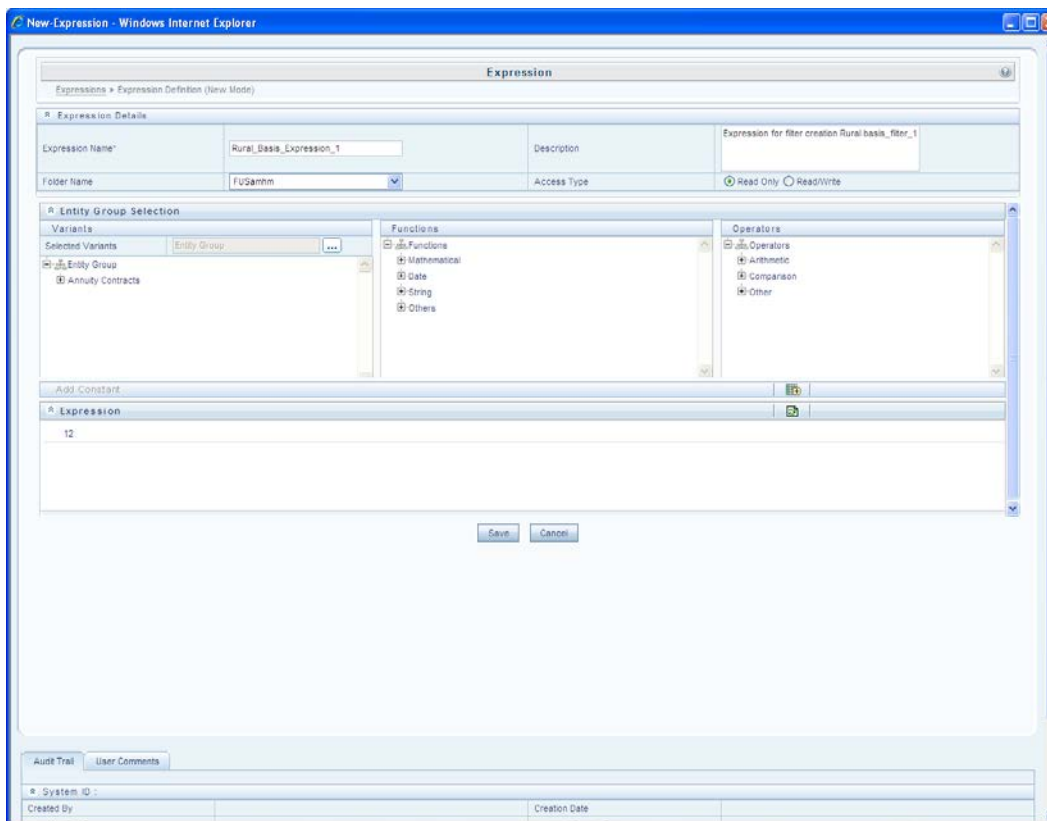 New-Expression - Windows Internet Explorer
Expression
Expressions > Expression Definition (New Mode)
Expression Details
Expression Name*
Rural_Basis_Expression_1
Description
Expression for filter creation Rural basis_filter_1
Folder Name
FUSamhm
Access Type
Read Only
Read/Write
Entity Group Selection
Variants
Functions
Operators
Selected Variants
Entity Group
...
Entity Group
Annuity Contracts
Functions
Mathematical
Date
String
Others
Operators
Arithmetic
Comparison
Other
Add Constant
Expression
12
Save
Cancel
Audit Trail
User Comments
System ID :
Created By
Creation Date